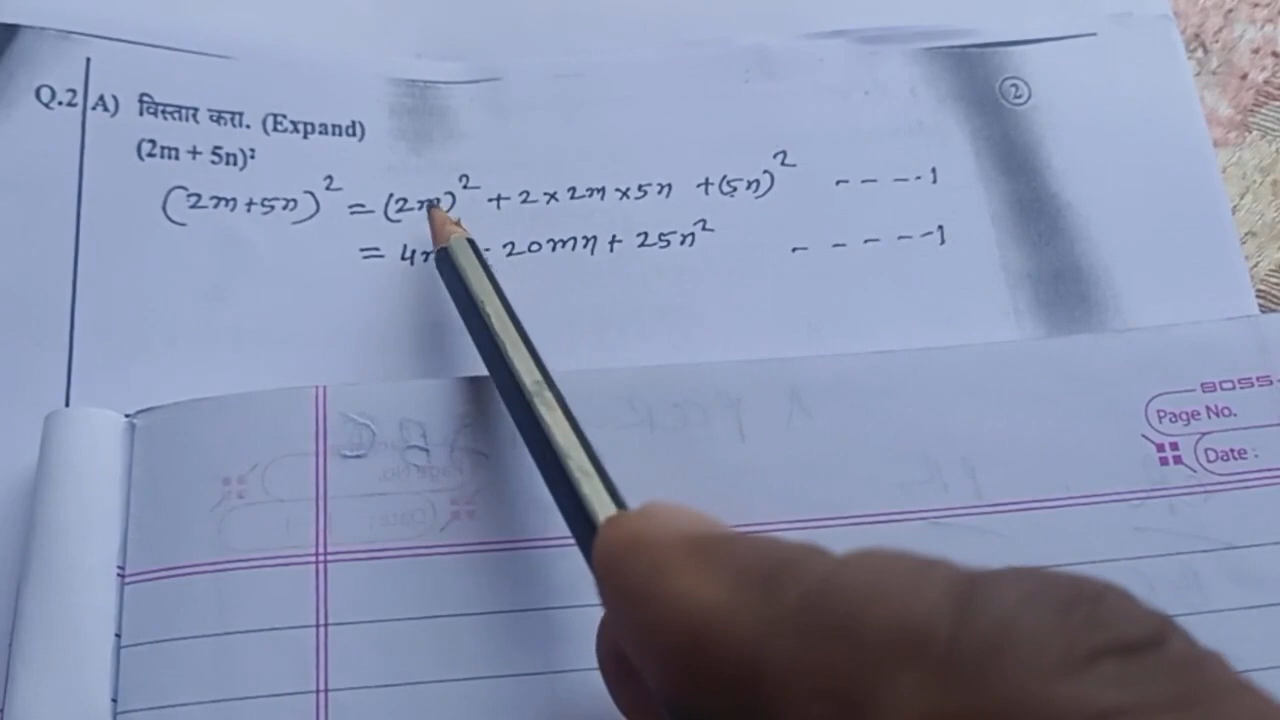 ②
Q.2 A) विस्तार करा. (Expand)
(2m + 5n)²
(2m+5n)² = (2m)² + 2×2m×5n +(5n)² ----1
= 20mn + 25n² -----1
BOSS
Page No.
Date :